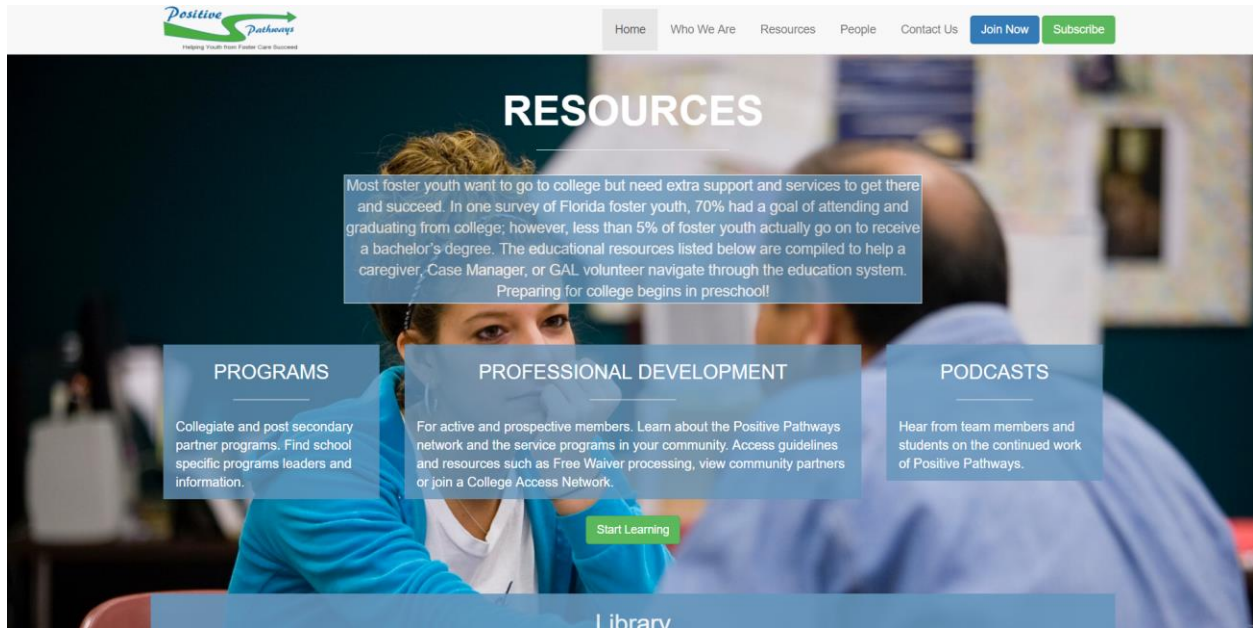 Positive
Pathways
Helping Youth from Foster Care Succeed
Home Who We Are Resources People Contact Us Join Now Subscribe
RESOURCES
Most foster youth want to go to college but need extra support and services to get there
and succeed. In one survey of Florida foster youth, 70% had a goal of attending and
graduating from college; however, less than 5% of foster youth actually go on to receive
a bachelor's degree. The educational resources listed below are compiled to help a
caregiver, Case Manager, or GAL volunteer navigate through the education system.
Preparing for college begins in preschool!
PROGRAMS
Collegiate and post secondary
partner programs. Find school
specific programs leaders and
information.
PROFESSIONAL DEVELOPMENT
For active and prospective members. Learn about the Positive Pathways
network and the service programs in your community. Access guidelines
and resources such as Free Waiver processing, view community partners
or join a College Access Network.
PODCASTS
Hear from team members and
students on the continued work
of Positive Pathways.
Start Learning
Library